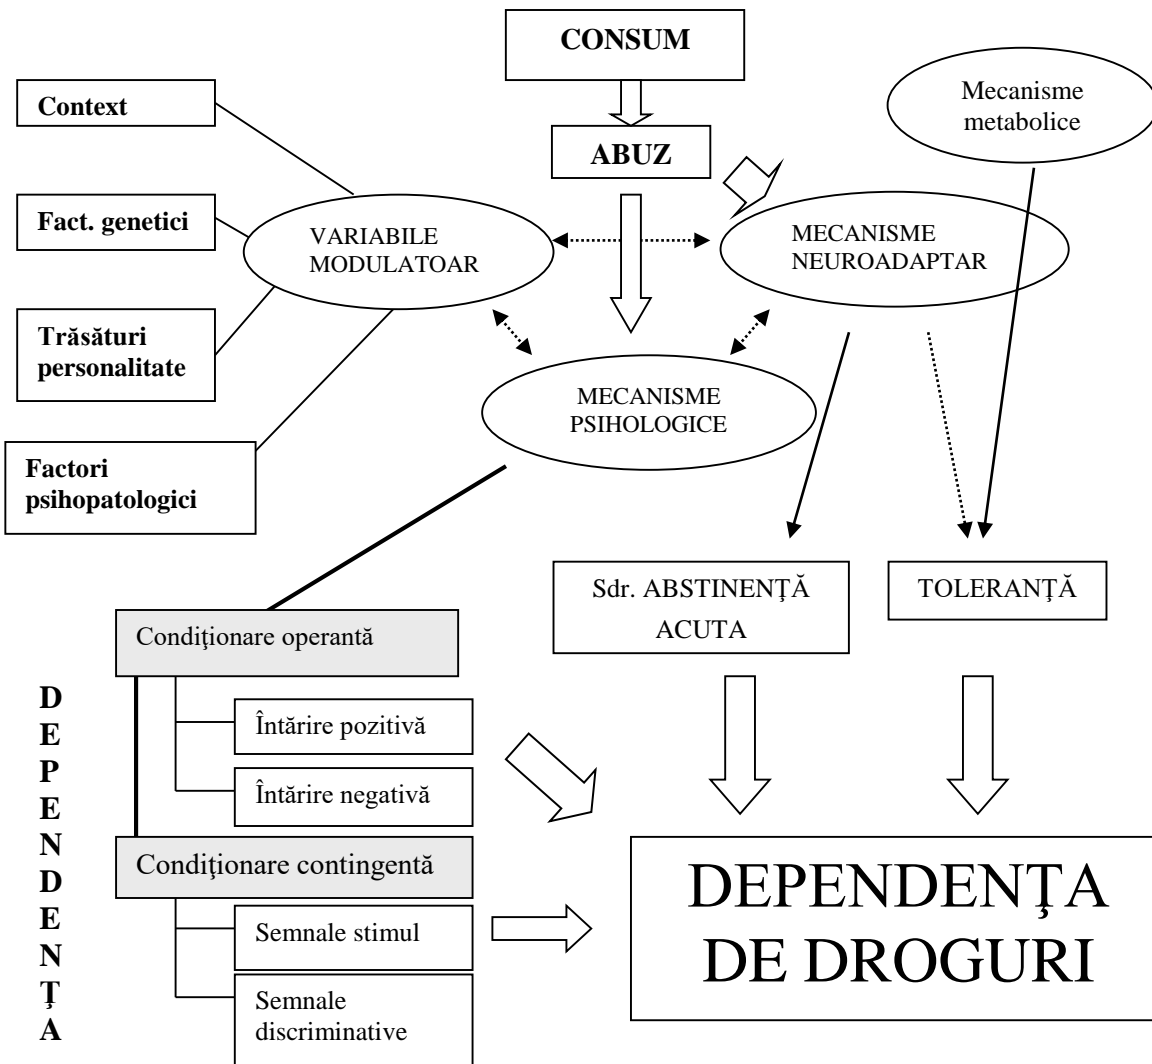 CONSUM
Mecanisme
metabolice
Context
ABUZ
Fact. genetici
VARIABILE
MODULATOAR
MECANISME
NEUROADAPTAR
Trăsături
personalitate
MECANISME
PSIHOLOGICE
Factori
psihopatologici
Sdr. ABSTINENŢĂ
ACUTA
TOLERANŢĂ
Condiţionare operantă
Întărire pozitivă
Întărire negativă
Condiţionare contingentă
Semnale stimul
Semnale
discriminative
D
E
P
E
N
D
E
N
Ţ
A
DEPENDENŢA
DE DROGURI